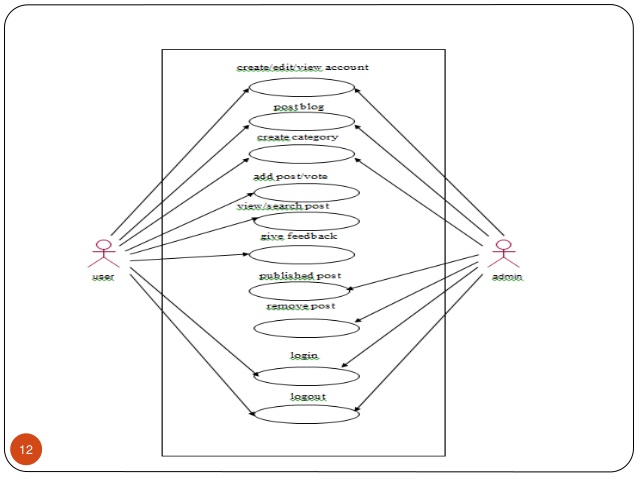 create/edit/view account
post blog
create category
add post/vote
view/search post
give feedback
published post
remove post
login
logout
user
admin
12